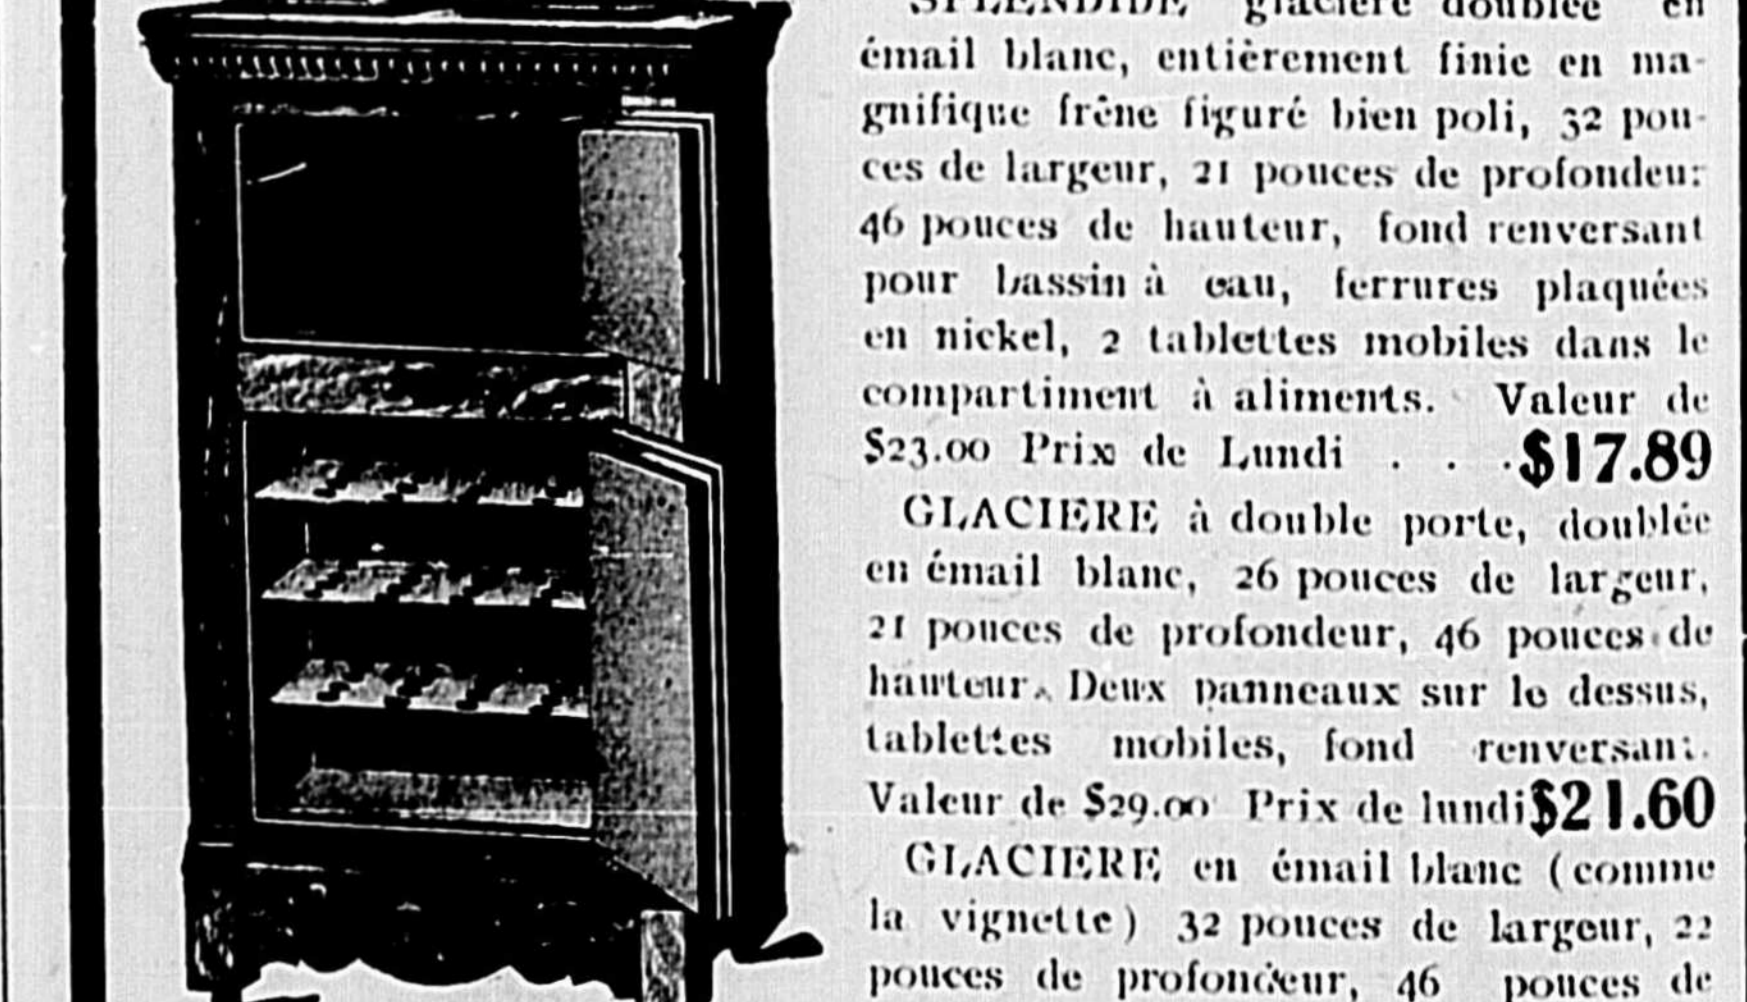 SPLENDIDE glacière doublée en
émail blanc, entièrement finie en ma-
gnifique frêne figuré bien poli, 32 pou-
ces de largeur, 21 pouces de profondeur
46 pouces de hauteur, fond renversant
pour bassin à eau, ferrures plaquées
en nickel, 2 tablettes mobiles dans le
compartiment à aliments. Valeur de
$23.00 Prix de Lundi . . . $17.89
GLACIERE à double porte, doublée
en émail blanc, 26 pouces de largeur,
21 pouces de profondeur, 46 pouces de
hauteur. Deux panneaux sur le dessus,
tablettes mobiles, fond renversant.
Valeur de $29.00 Prix de lundi $21.60
GLACIERE en émail blanc (comme
la vignette) 32 pouces de largeur, 22
pouces de profondeur, 46 pouces de